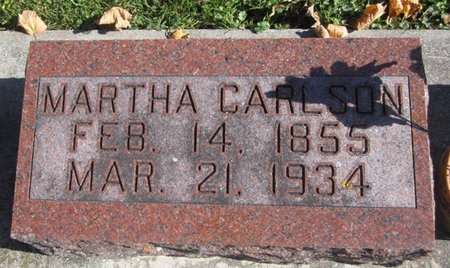 MARTHA CARLSON
FEB. 14, 1855
MAR. 21, 1934